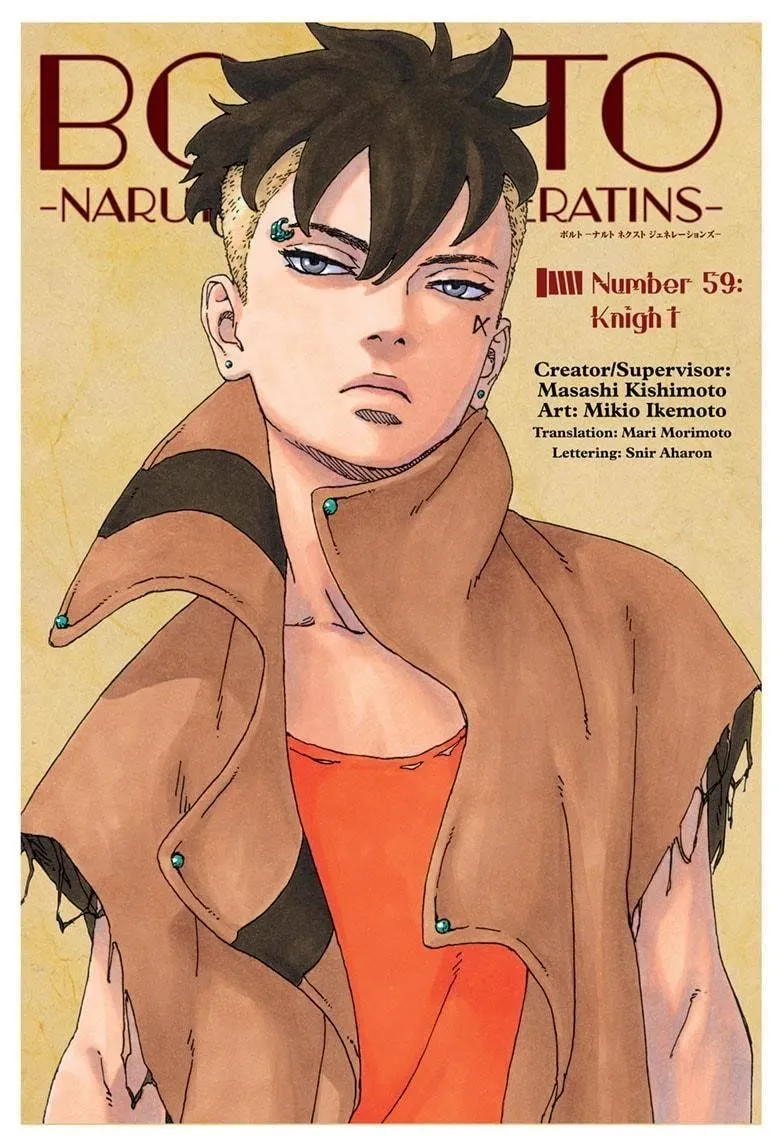 BO TO
-NARU ERATINS-
ボルト ーナルト ネクスト ジェネレーションズー
Number 59:
Knight
Creator/Supervisor:
Masashi Kishimoto
Art: Mikio Ikemoto
Translation: Mari Morimoto
Lettering: Snir Aharon